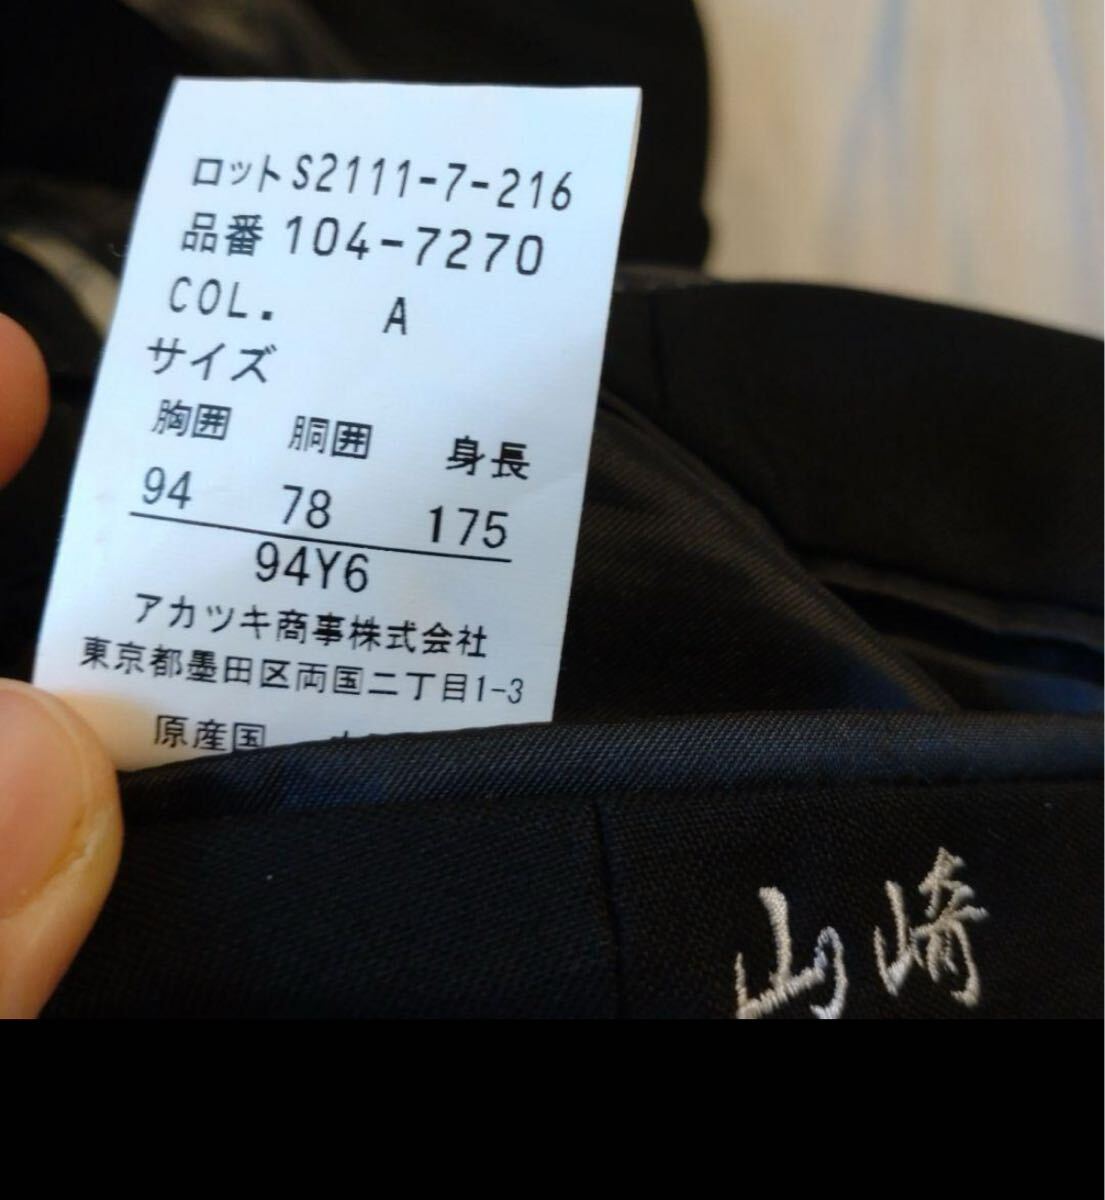 ロットS2111-7-216
品番 104-7270
COL. A
サイズ
胸囲 胴囲 身長
94 78 175
94Y6
アカツキ商事株式会社
東京都墨田区両国二丁目1-3
原産国
山崎